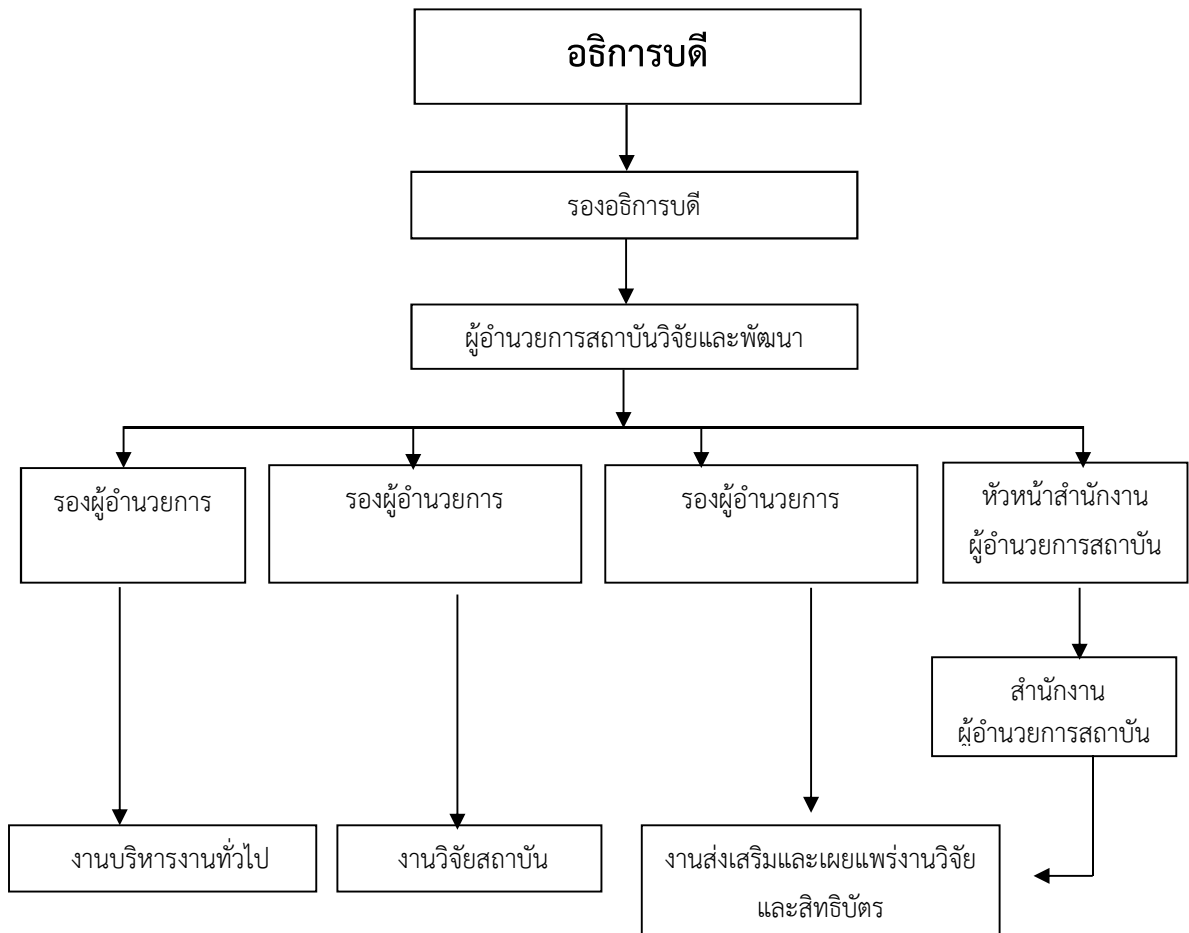 อธิการบดี
รองอธิการบดี
ผู้อำนวยการสถาบันวิจัยและพัฒนา
รองผู้อำนวยการ
รองผู้อำนวยการ
รองผู้อำนวยการ
หัวหน้าสำนักงาน
ผู้อำนวยการสถาบัน
สำนักงาน
ผู้อำนวยการสถาบัน
งานบริหารงานทั่วไป
งานวิจัยสถาบัน
งานส่งเสริมและเผยแพร่งานวิจัย
และสิทธิบัตร